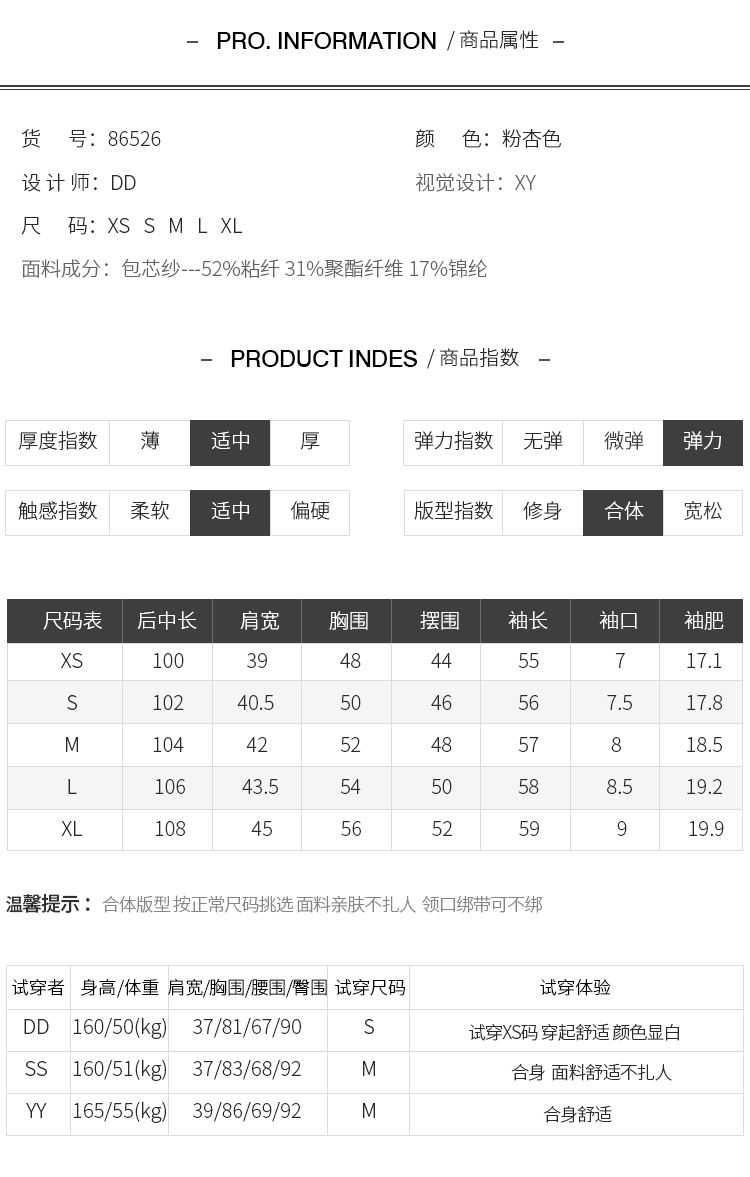 – PRO. INFORMATION / 商品属性 –
货 号：86526 颜 色：粉杏色
设 计 师：DD 视觉设计：XY
尺 码：XS S M L XL
面料成分：包芯纱---52%粘纤 31%聚酯纤维 17%锦纶
– PRODUCT INDES / 商品指数 –
厚度指数 薄 适中 厚 弹力指数 无弹 微弹 弹力
触感指数 柔软 适中 偏硬 版型指数 修身 合体 宽松
尺码表 后中长 肩宽 胸围 摆围 袖长 袖口 袖肥
XS 100 39 48 44 55 7 17.1
S 102 40.5 50 46 56 7.5 17.8
M 104 42 52 48 57 8 18.5
L 106 43.5 54 50 58 8.5 19.2
XL 108 45 56 52 59 9 19.9
温馨提示： 合体版型 按正常尺码挑选 面料亲肤不扎人 领口绑带可不绑
试穿者 身高/体重 肩宽/胸围/腰围/臀围 试穿尺码 试穿体验
DD 160/50(kg) 37/81/67/90 S 试穿XS码 穿起舒适 颜色显白
SS 160/51(kg) 37/83/68/92 M 合身 面料舒适不扎人
YY 165/55(kg) 39/86/69/92 M 合身舒适